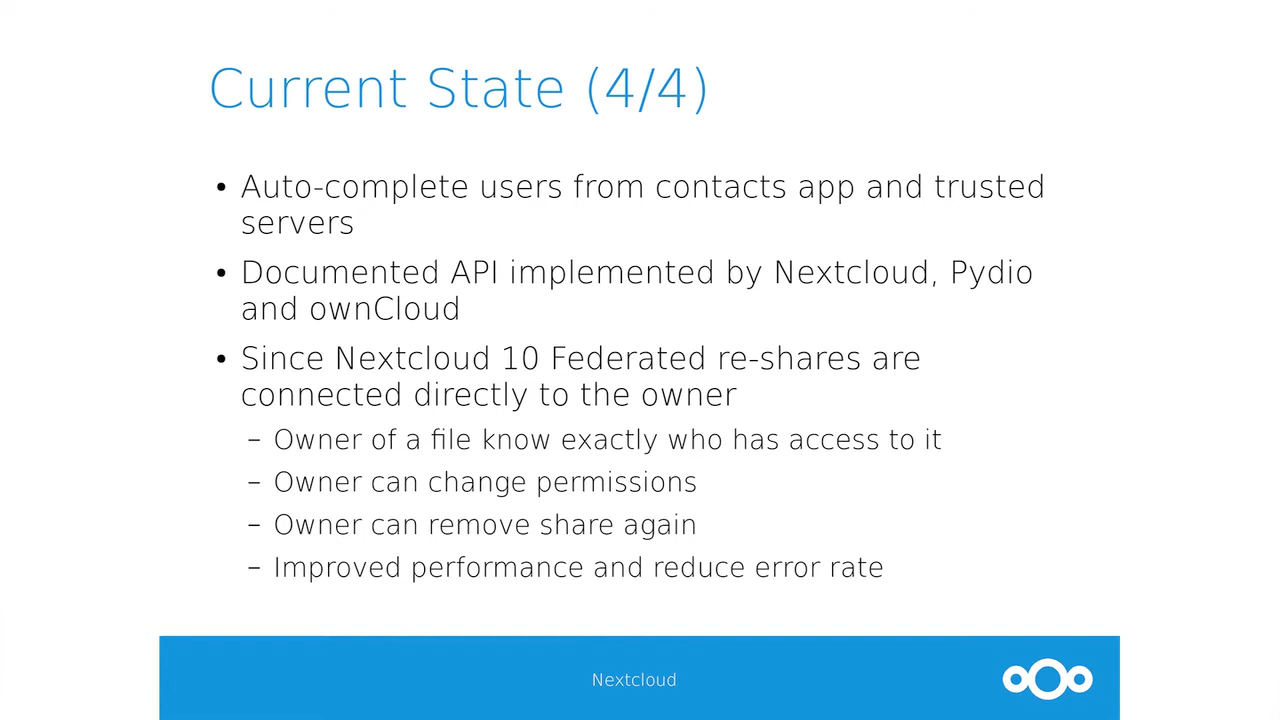 Current State (4/4)
• Auto-complete users from contacts app and trusted
servers
• Documented API implemented by Nextcloud, Pydio
and ownCloud
• Since Nextcloud 10 Federated re-shares are
connected directly to the owner
– Owner of a file know exactly who has access to it
– Owner can change permissions
– Owner can remove share again
– Improved performance and reduce error rate
Nextcloud